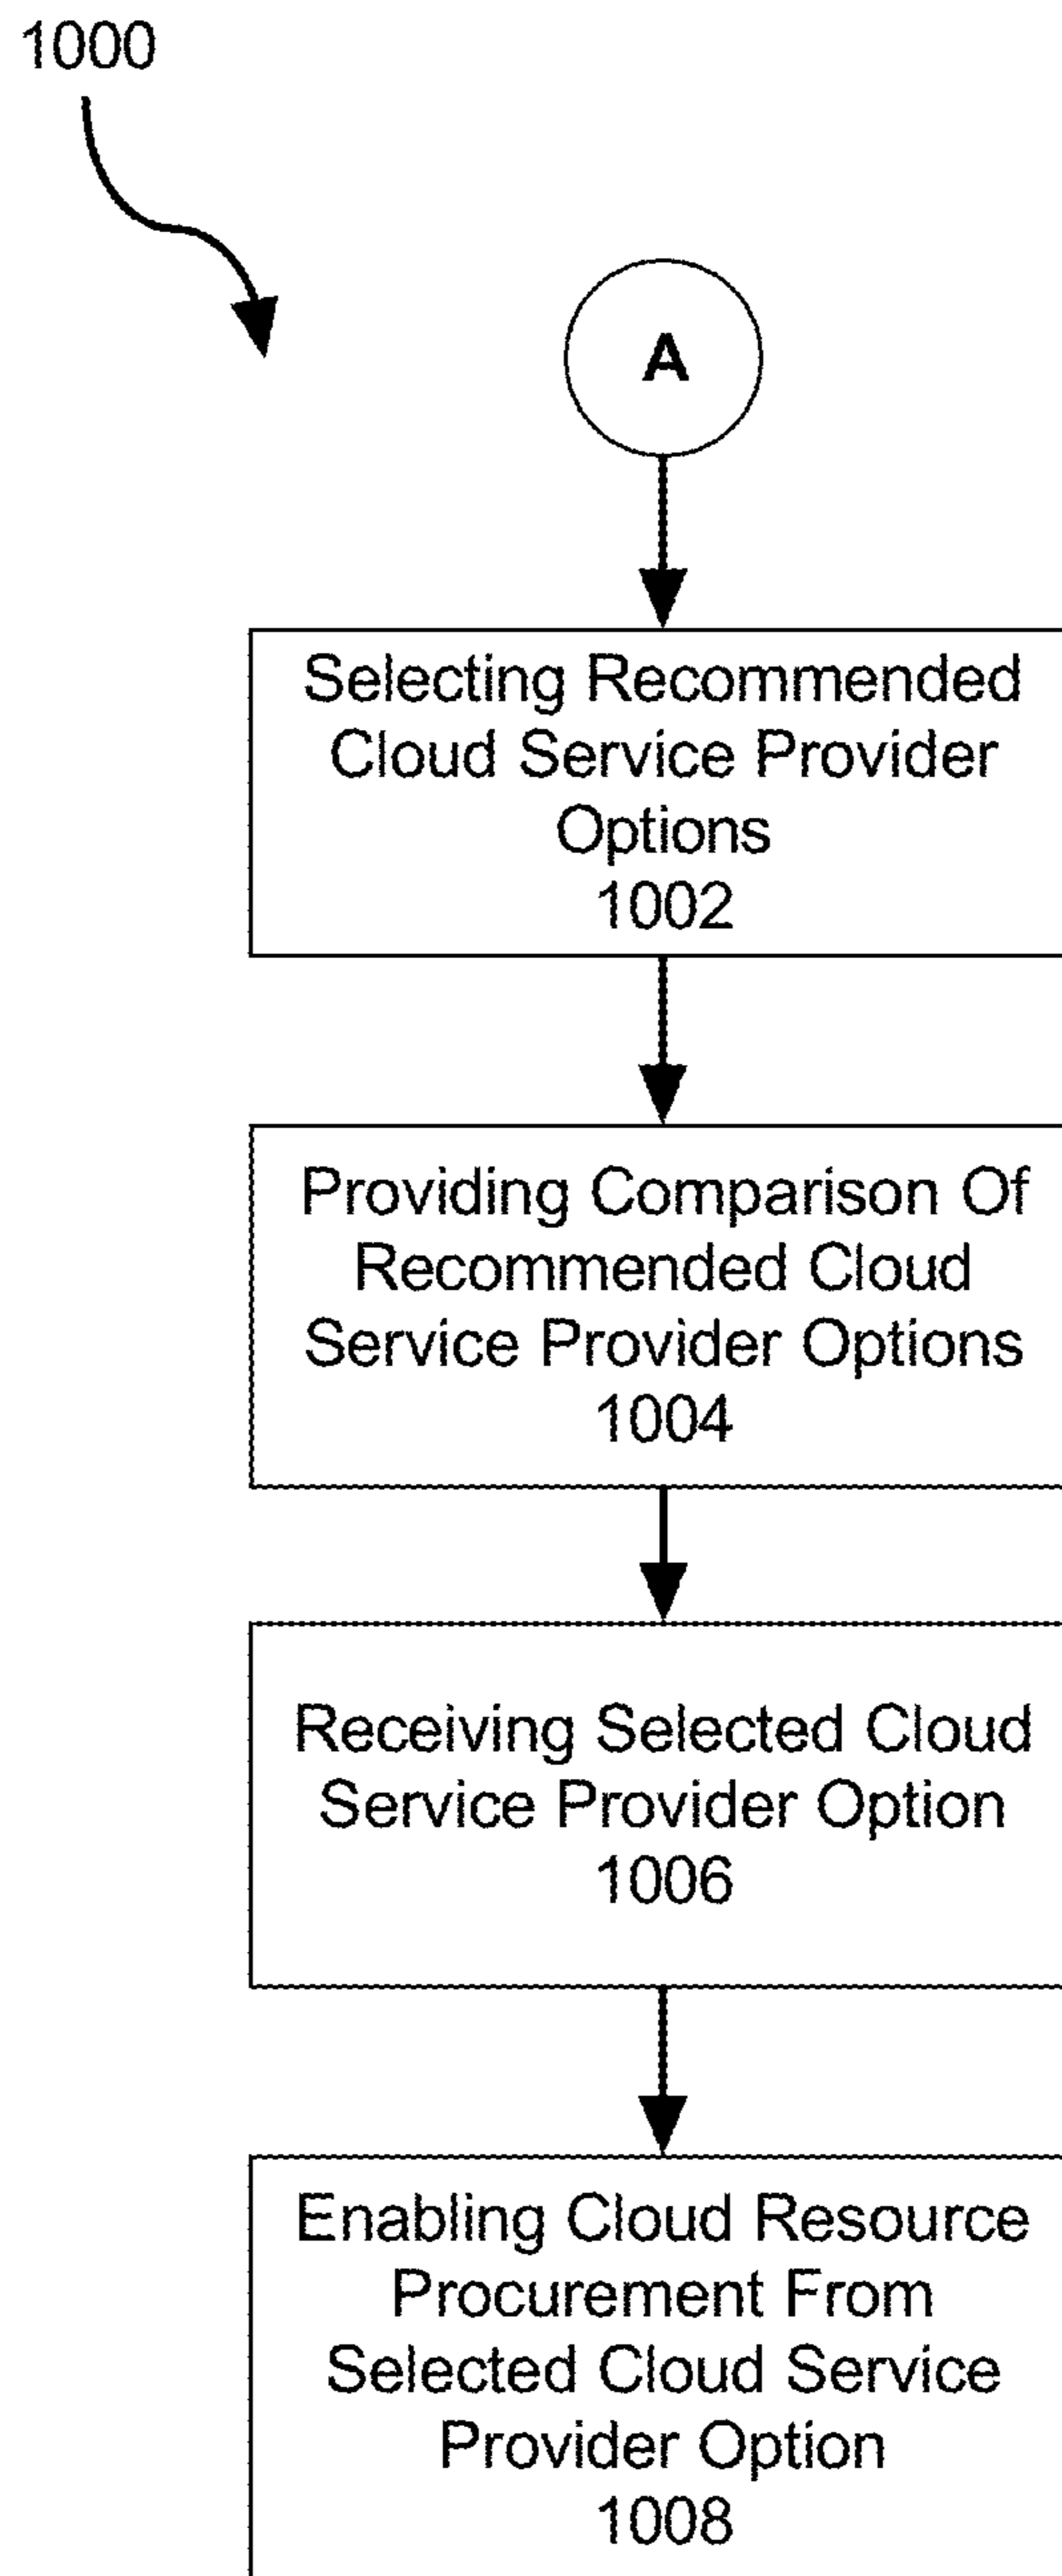 1000
A
Selecting Recommended
Cloud Service Provider
Options
1002
Providing Comparison Of
Recommended Cloud
Service Provider Options
1004
Receiving Selected Cloud
Service Provider Option
1006
Enabling Cloud Resource
Procurement From
Selected Cloud Service
Provider Option
1008